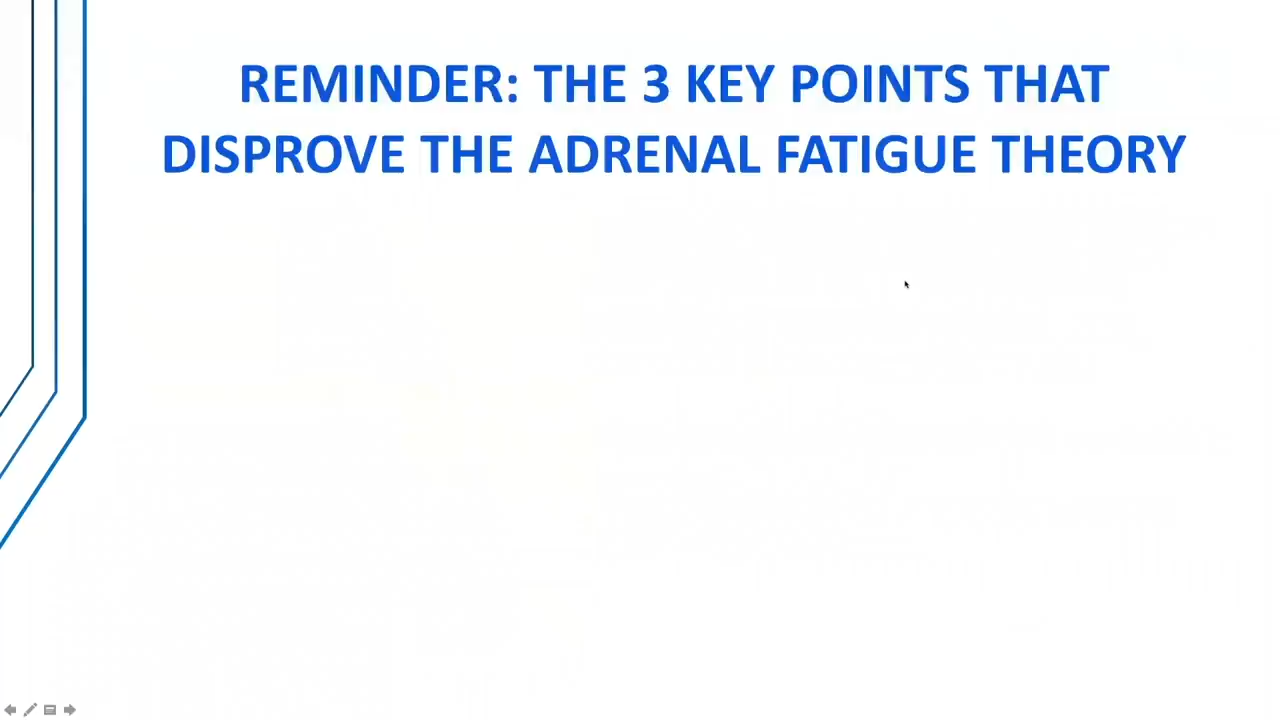 REMINDER: THE 3 KEY POINTS THAT
DISPROVE THE ADRENAL FATIGUE THEORY